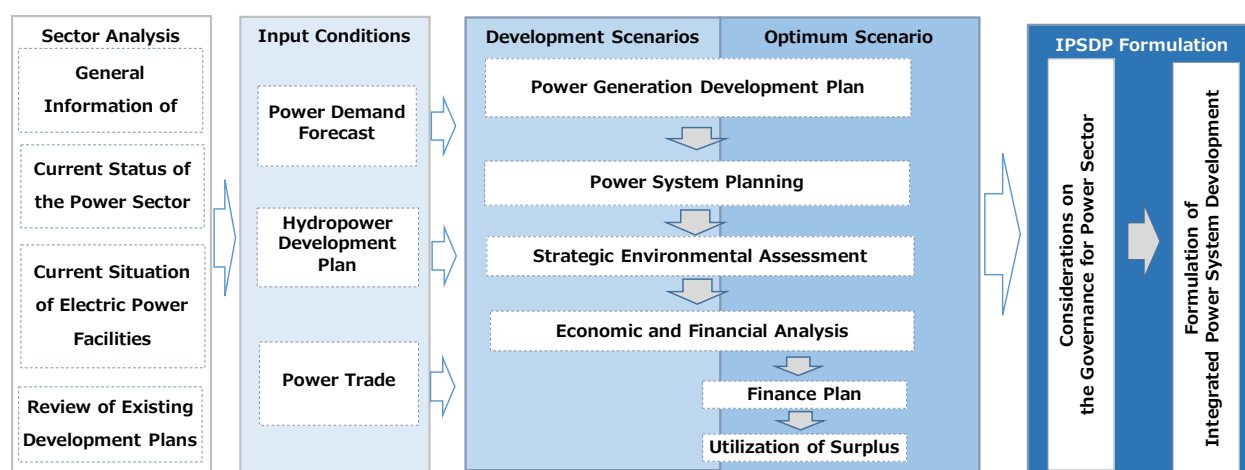 Sector Analysis
General
Information of
Current Status of
the Power Sector
Current Situation
of Electric Power
Facilities
Review of Existing
Development Plans
Input Conditions
Power Demand
Forecast
Hydropower
Development
Plan
Power Trade
Development Scenarios
Optimum Scenario
Power Generation Development Plan
Power System Planning
Strategic Environmental Assessment
Economic and Financial Analysis
Finance Plan
Utilization of Surplus
IPSDP Formulation
Considerations on
the Governance for Power Sector
Formulation of
Integrated Power System Development